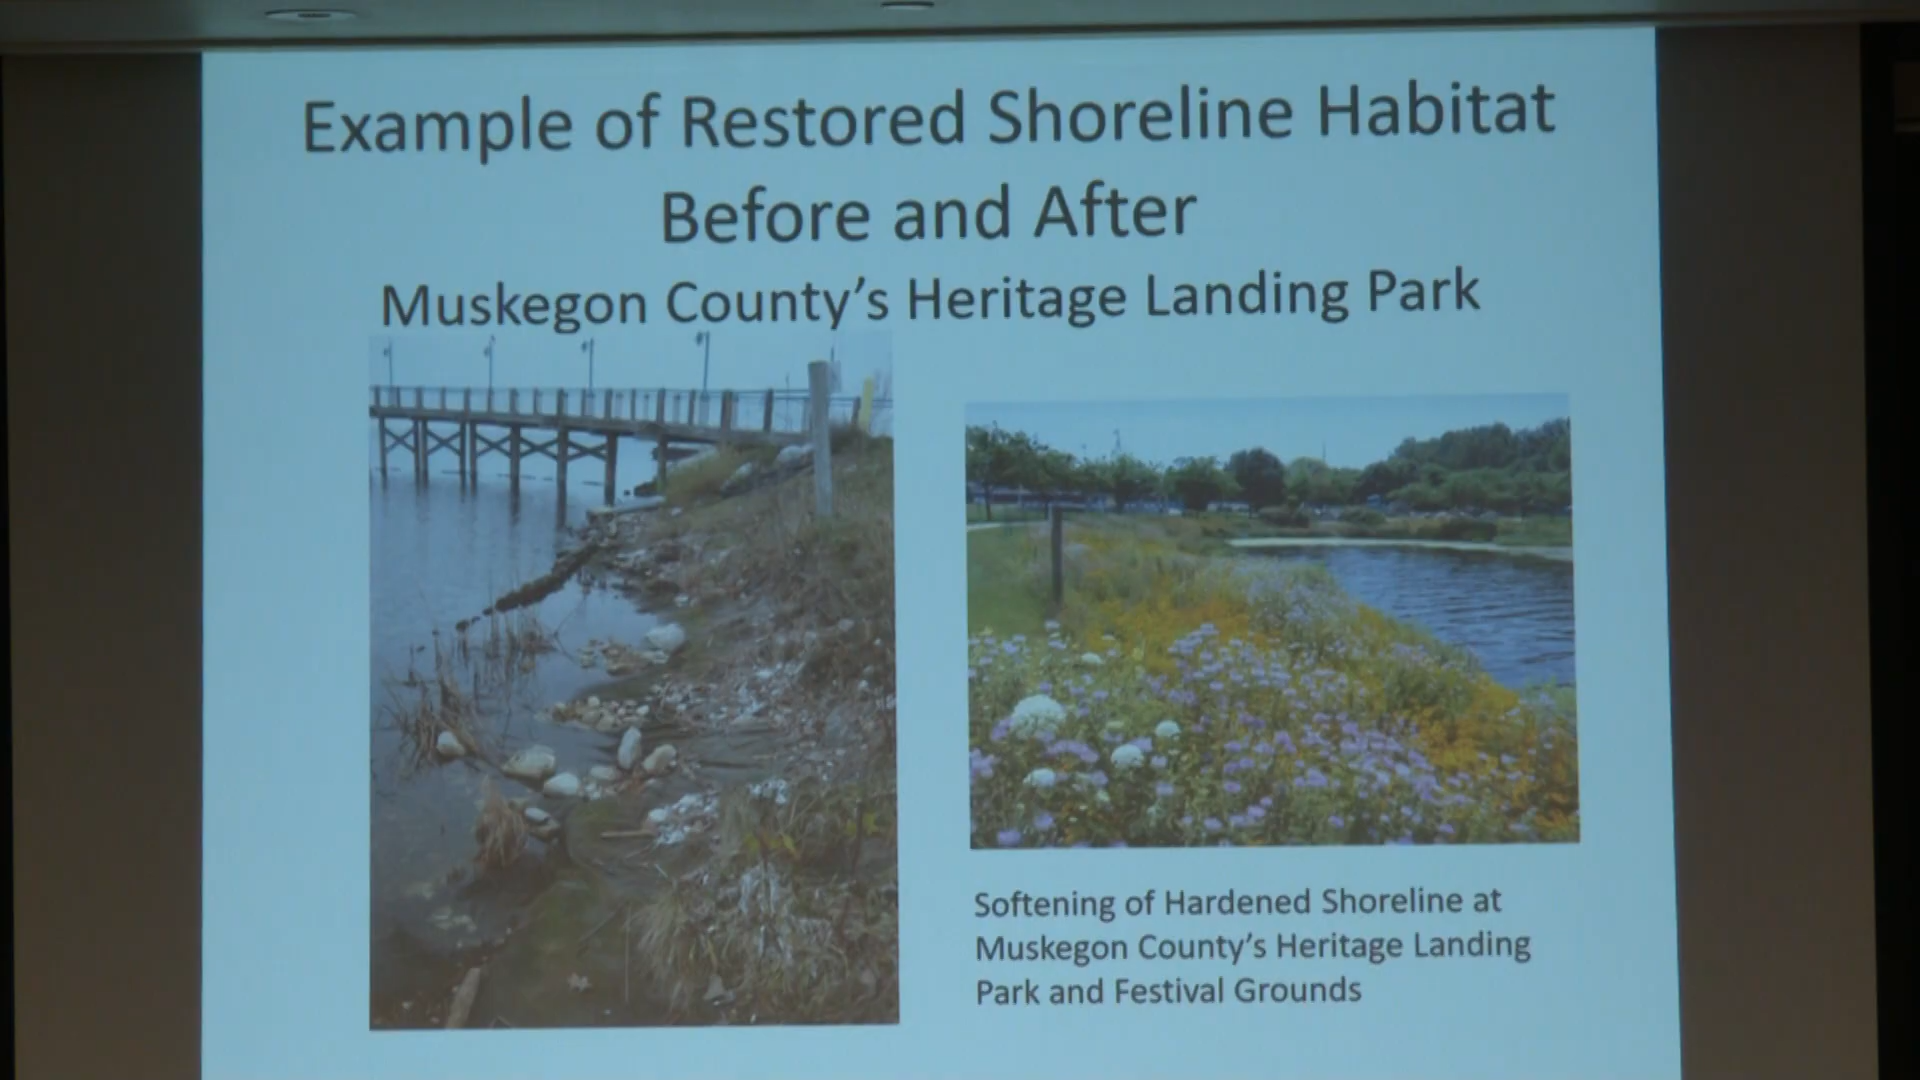 Example of Restored Shoreline Habitat
Before and After
Muskegon County’s Heritage Landing Park
Softening of Hardened Shoreline at
Muskegon County’s Heritage Landing
Park and Festival Grounds